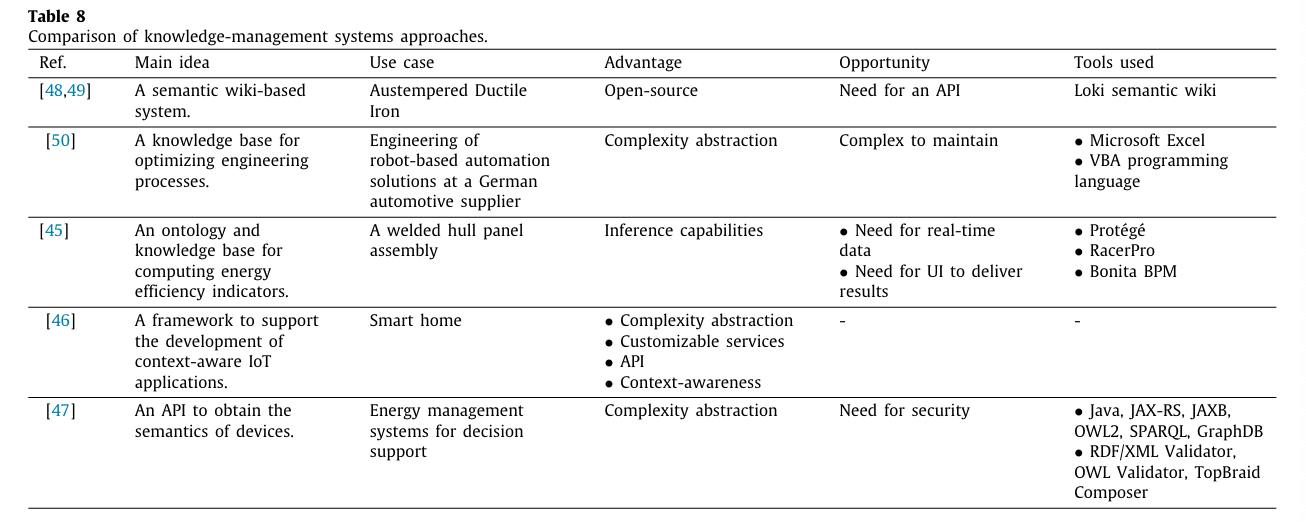 Table 8
Comparison of knowledge-management systems approaches.
Ref. Main idea Use case Advantage Opportunity Tools used
[48,49] A semantic wiki-based system. Austempered Ductile Iron Open-source Need for an API Loki semantic wiki
[50] A knowledge base for optimizing engineering processes. Engineering of robot-based automation solutions at a German automotive supplier Complexity abstraction Complex to maintain • Microsoft Excel • VBA programming language
[45] An ontology and knowledge base for computing energy efficiency indicators. A welded hull panel assembly Inference capabilities • Need for real-time data • Need for UI to deliver results • Protégé • RacerPro • Bonita BPM
[46] A framework to support the development of context-aware IoT applications. Smart home • Complexity abstraction • Customizable services • API • Context-awareness - -
[47] An API to obtain the semantics of devices. Energy management systems for decision support Complexity abstraction Need for security • Java, JAX-RS, JAXB, OWL2, SPARQL, GraphDB • RDF/XML Validator, OWL Validator, TopBraid Composer